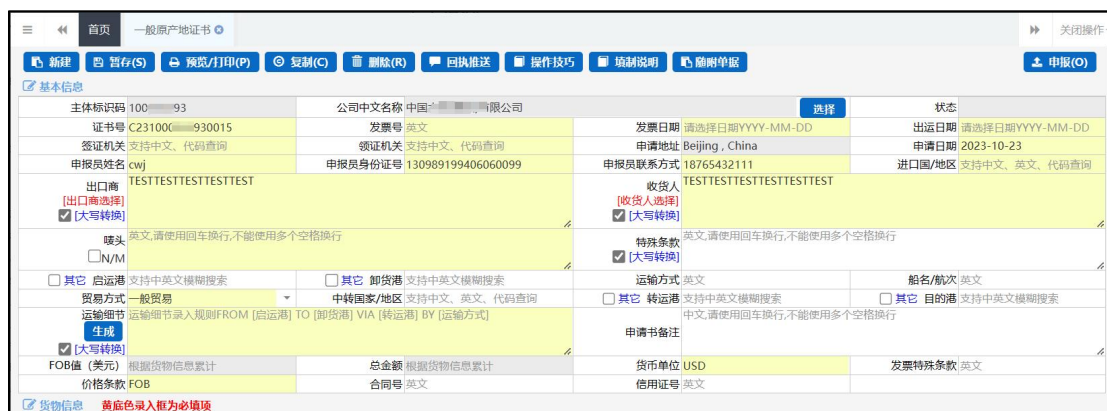 首页 一般原产地证书 关闭操作
新建 暂存(S) 预览/打印(P) 复制(C) 删除(R) 回执推送 操作技巧 填制说明 随附单据 申报(O)
基本信息
主体标识码 100 93 公司中文名称 中国 有限公司 选择 状态
证书号 C23100 930015 发票号 英文 发票日期 请选择日期YYYY-MM-DD 出运日期 请选择日期YYYY-MM-DD
签证机关 支持中文、代码查询 领证机关 支持中文、代码查询 申请地址 Beijing , China 申请日期 2023-10-23
申报员姓名 cwj 申报员身份证号 130989199406060099 申报员联系方式 18765432111 进口国/地区 支持中文、英文、代码查询
出口商 TESTTESTTESTTESTTEST 收货人 TESTTESTTESTTESTTESTTEST
[出口商选择] [收货人选择]
[大写转换] [大写转换]
唛头 英文,请使用回车换行,不能使用多个空格换行 特殊条款 英文,请使用回车换行,不能使用多个空格换行
N/M [大写转换]
其它 启运港 支持中英文模糊搜索 其它 卸货港 支持中英文模糊搜索 运输方式 英文 船名/航次 英文
贸易方式 一般贸易 中转国家/地区 支持中文、英文、代码查询 其它 转运港 支持中英文模糊搜索 其它 目的港 支持中英文模糊搜索
运输细节 运输细节录入规则FROM [启运港] TO [卸货港] VIA [转运港] BY [运输方式] 申请书备注 中文,请使用回车换行,不能使用多个空格换行
生成
[大写转换]
FOB值（美元） 根据货物信息累计 总金额 根据货物信息累计 货币单位 USD 发票特殊条款 英文
价格条款 FOB 合同号 英文 信用证号 英文
货物信息 黄底色录入框为必填项